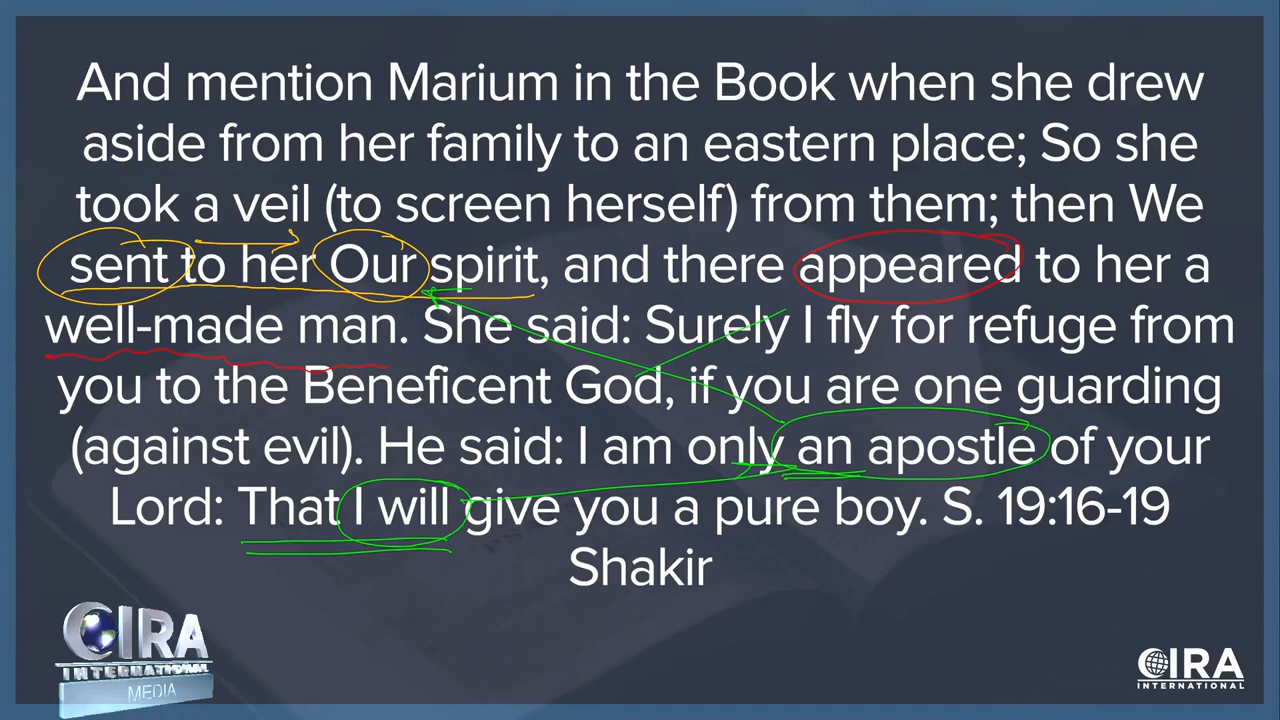 And mention Marium in the Book when she drew
aside from her family to an eastern place; So she
took a veil (to screen herself) from them; then We
sent to her Our spirit, and there appeared to her a
well-made man. She said: Surely I fly for refuge from
you to the Beneficent God, if you are one guarding
(against evil). He said: I am only an apostle of your
Lord: That I will give you a pure boy. S. 19:16-19
Shakir
CIRA
INTERNATIONAL
MEDIA
CIRA
INTERNATIONAL